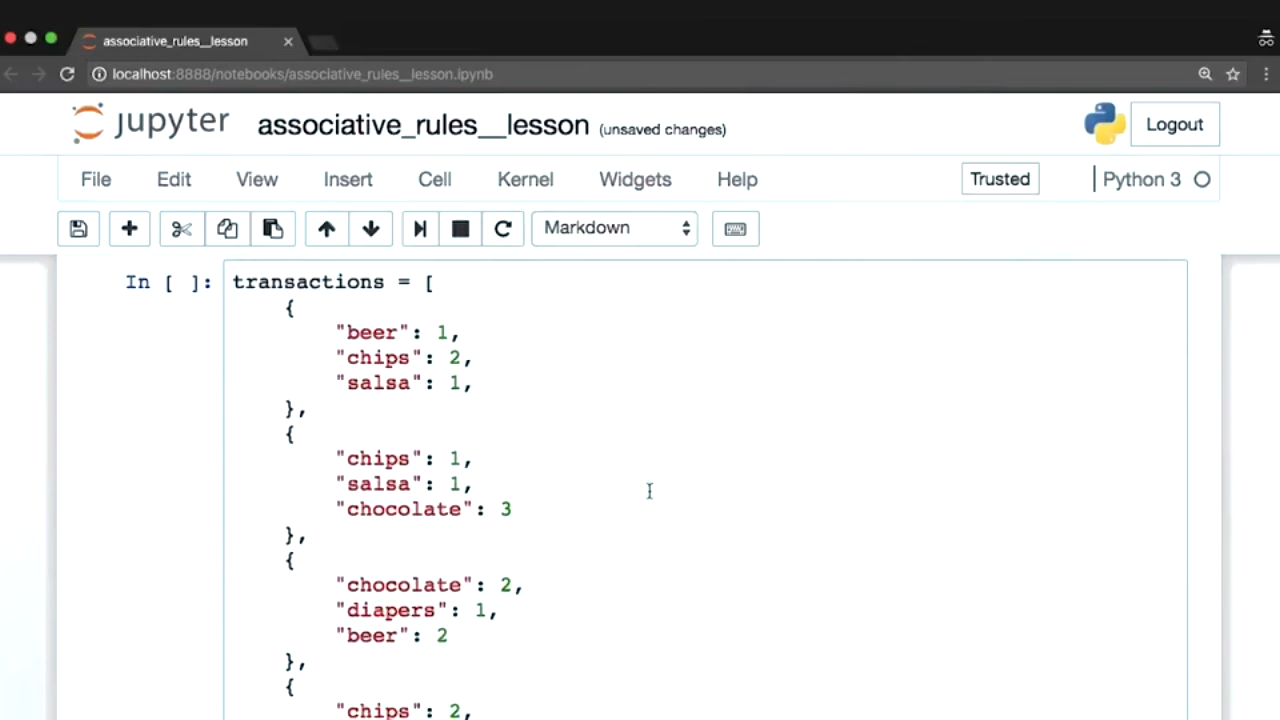 associative_rules__lesson
localhost:8888/notebooks/associative_rules__lesson.ipynb
jupyter associative_rules__lesson (unsaved changes) Logout
File Edit View Insert Cell Kernel Widgets Help Trusted Python 3
Markdown
In [ ]: transactions = [
{
"beer": 1,
"chips": 2,
"salsa": 1,
},
{
"chips": 1,
"salsa": 1,
"chocolate": 3
},
{
"chocolate": 2,
"diapers": 1,
"beer": 2
},
{
"chips": 2,